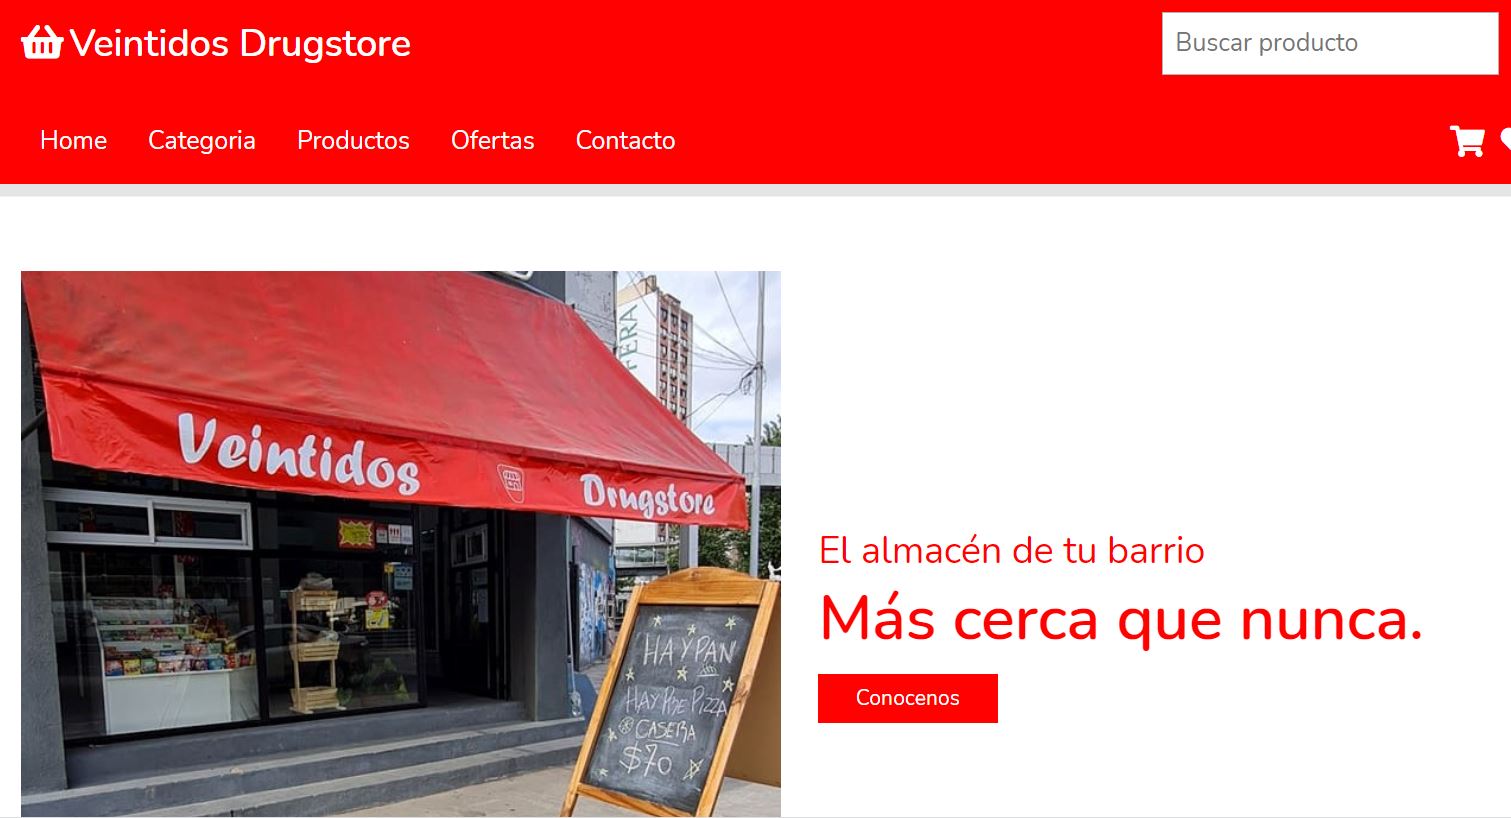 Veintidos Drugstore
Buscar producto
Home Categoria Productos Ofertas Contacto
FERA
Veintidos Drugstore
El almacén de tu barrio
Más cerca que nunca.
Conocenos
HAY PAN
HAY PRE PIZZA
CASERA
$70